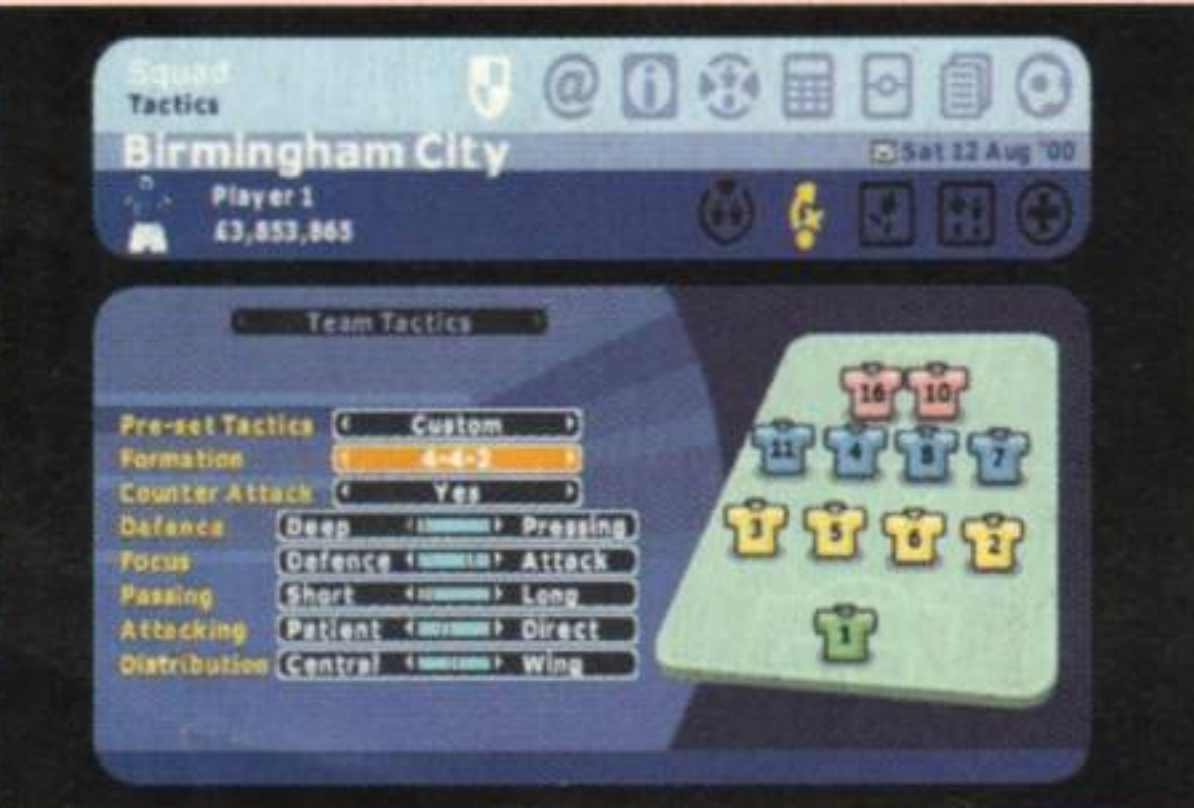 Squad
Tactics
Birmingham City
Sat 12 Aug '00
Player 1
£3,853,865
Team Tactics
Pre-set Tactics Custom
Formation 4-4-2
Counter Attack Yes
Defence Deep Pressing
Focus Defence Attack
Passing Short Long
Attacking Patient Direct
Distribution Central Wing
16 10
11 4 8 7
3 5 6 2
1